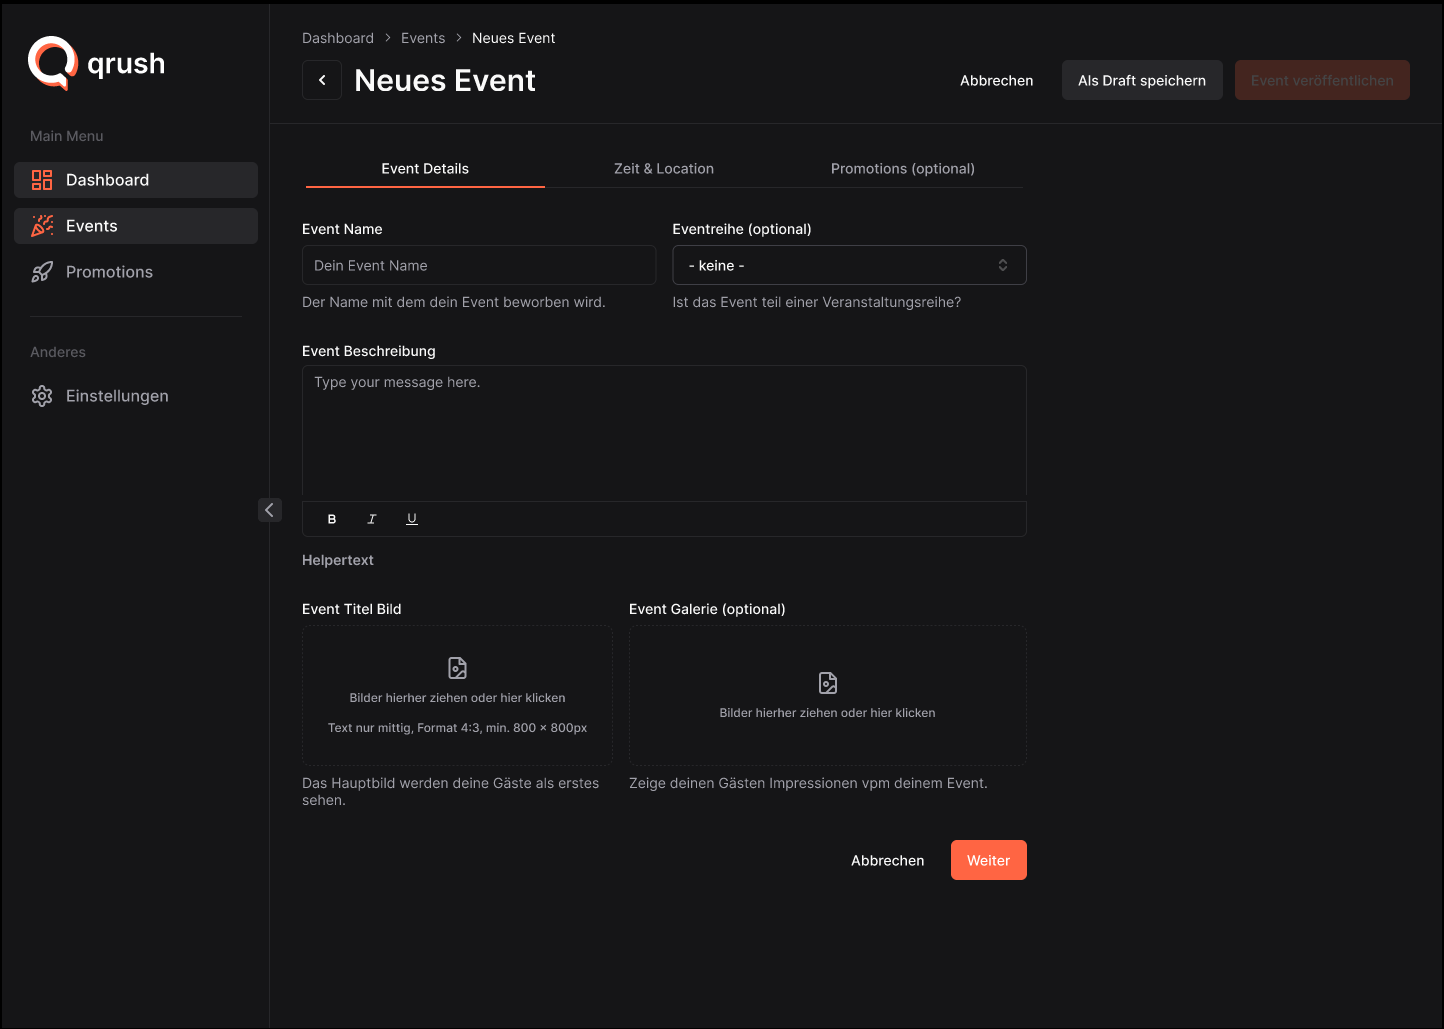 qrush
Main Menu
Dashboard
Events
Promotions
Anderes
Einstellungen
Dashboard > Events > Neues Event
Neues Event
Abbrechen
Als Draft speichern
Event veröffentlichen
Event Details
Zeit & Location
Promotions (optional)
Event Name
Dein Event Name
Der Name mit dem dein Event beworben wird.
Eventreihe (optional)
- keine -
Ist das Event teil einer Veranstaltungsreihe?
Event Beschreibung
Type your message here.
B I U
Helpertext
Event Titel Bild
Bilder hierher ziehen oder hier klicken
Text nur mittig, Format 4:3, min. 800 × 800px
Das Hauptbild werden deine Gäste als erstes
sehen.
Event Galerie (optional)
Bilder hierher ziehen oder hier klicken
Zeige deinen Gästen Impressionen vpm deinem Event.
Abbrechen
Weiter